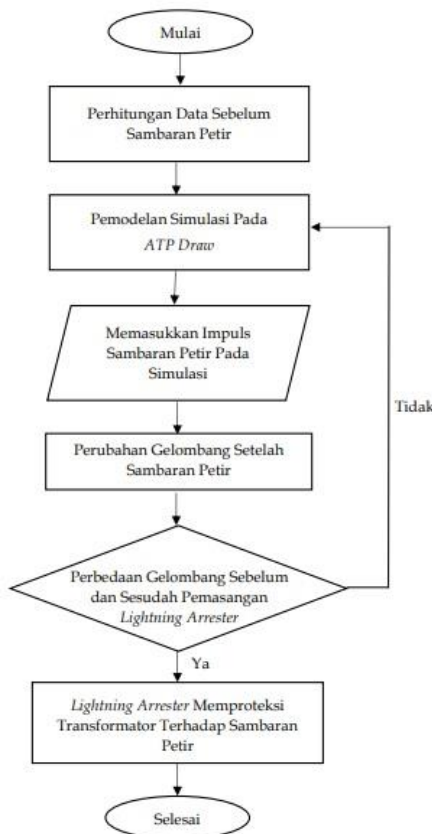 Mulai
Perhitungan Data Sebelum
Sambaran Petir
Pemodelan Simulasi Pada
ATP Draw
Memasukkan Impuls
Sambaran Petir Pada
Simulasi
Tidak
Perubahan Gelombang Setelah
Sambaran Petir
Perbedaan Gelombang Sebelum
dan Sesudah Pemasangan
Lightning Arrester
Ya
Lightning Arrester Memproteksi
Transformator Terhadap Sambaran
Petir
Selesai